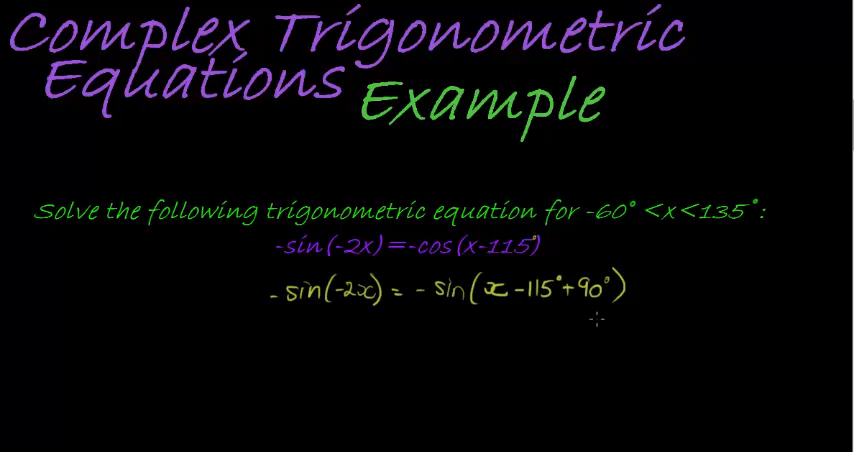 Complex Trigonometric
Equations Example
Solve the following trigonometric equation for -60° <x<135°:
-sin(-2x)=-cos(x-115°)
- sin(-2x) = - sin(x -115°+90°)